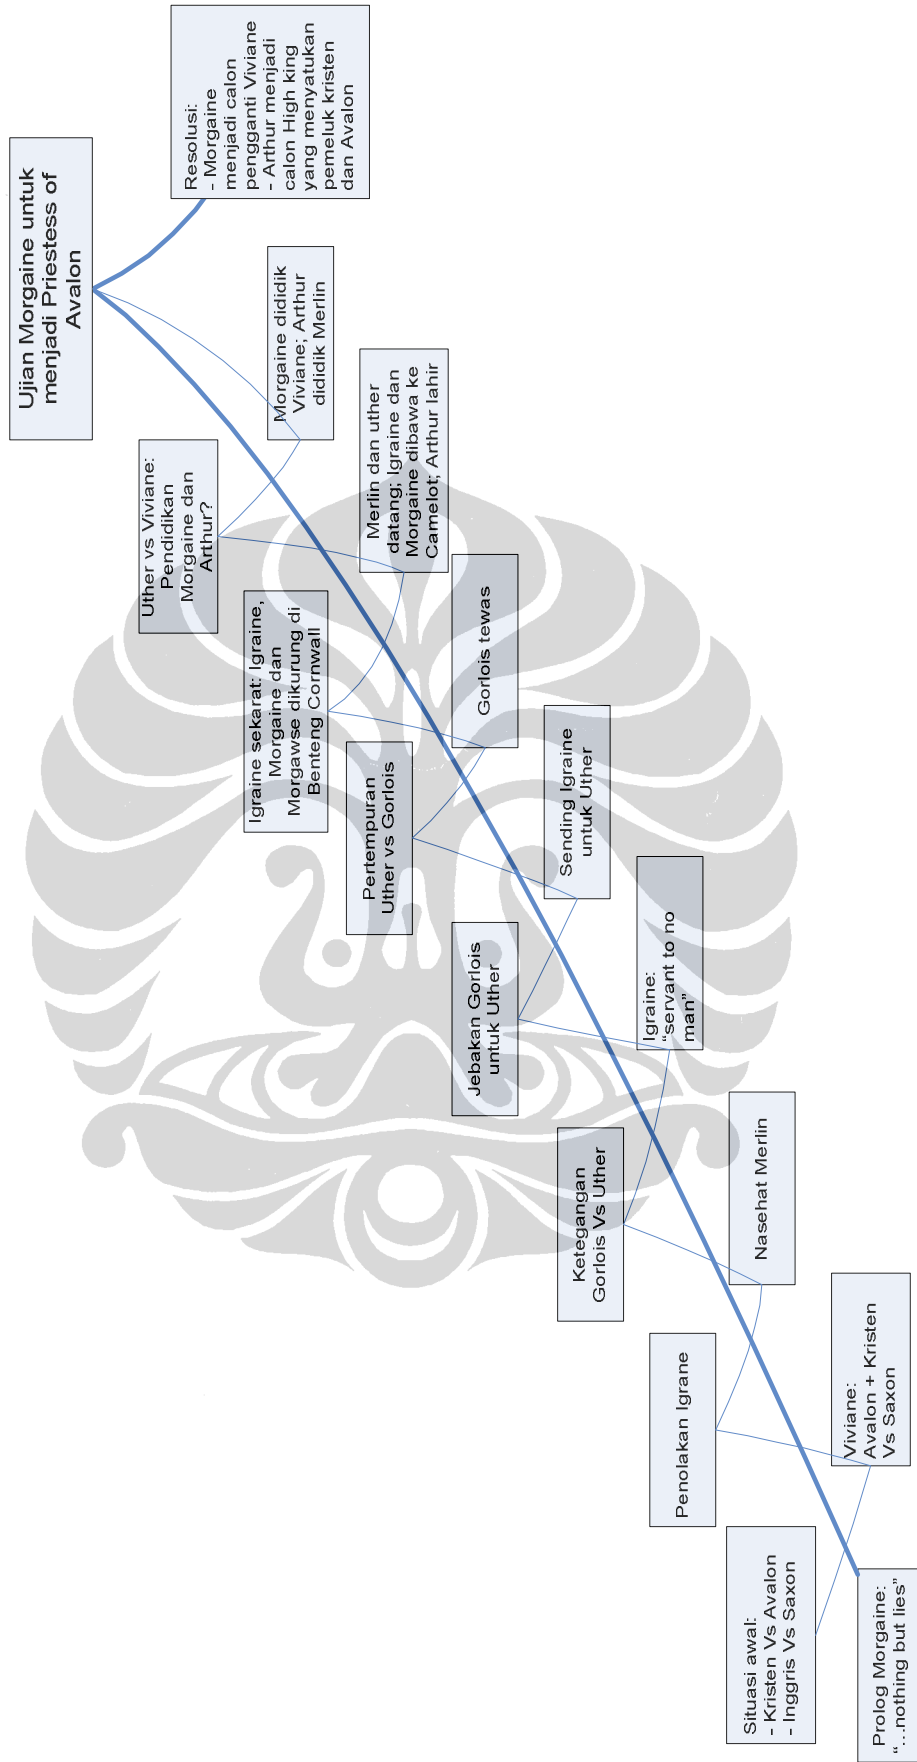 Prolog Morgaine:
“...nothing but lies”
Situasi awal:
- Kristen Vs Avalon
- Inggris Vs Saxon
Viviane:
Avalon + Kristen
Vs Saxon
Penolakan Igrane
Nasehat Merlin
Ketegangan
Gorlois Vs Uther
Igraine:
“servant to no
man”
Jebakan Gorlois
untuk Uther
Sending Igraine
untuk Uther
Pertempuran
Uther vs Gorlois
Gorlois tewas
Igraine sekarat: Igraine,
Morgaine dan
Morgawse dikurung di
Benteng Cornwall
Merlin dan uther
datang; Igraine dan
Morgaine dibawa ke
Camelot; Arthur lahir
Uther vs Viviane:
Pendidikan
Morgaine dan
Arthur?
Morgaine dididik
Viviane; Arthur
dididik Merlin
Ujian Morgaine untuk
menjadi Priestess of
Avalon
Resolusi:
- Morgaine
menjadi calon
pengganti Viviane
- Arthur menjadi
calon High king
yang menyatukan
pemeluk kristen
dan Avalon